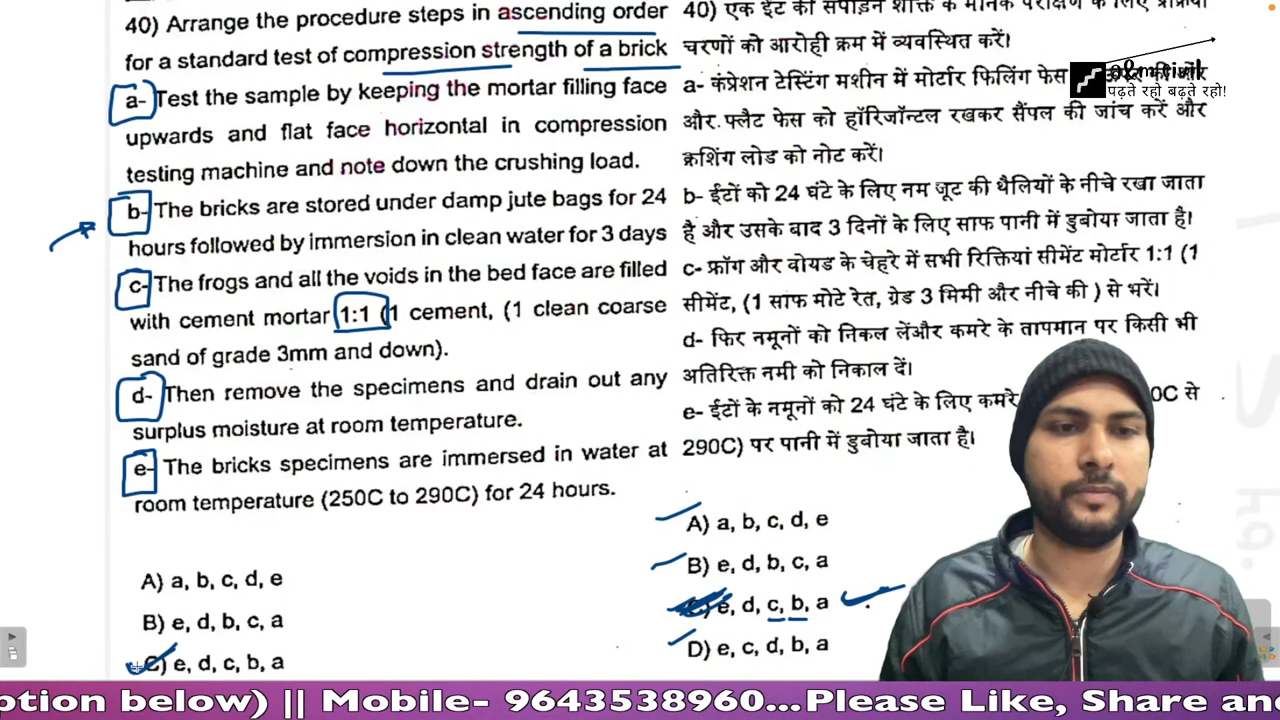 40) Arrange the procedure steps in ascending order
for a standard test of compression strength of a brick
a- Test the sample by keeping the mortar filling face
upwards and flat face horizontal in compression
testing machine and note down the crushing load.
b- The bricks are stored under damp jute bags for 24
hours followed by immersion in clean water for 3 days
c- The frogs and all the voids in the bed face are filled
with cement mortar 1:1 (1 cement, (1 clean coarse
sand of grade 3mm and down).
d- Then remove the specimens and drain out any
surplus moisture at room temperature.
e- The bricks specimens are immersed in water at
room temperature (250C to 290C) for 24 hours.
A) a, b, c, d, e
B) e, d, b, c, a
C) e, d, c, b, a
40) एक ईंट की संपीड़न शक्ति के मानक परीक्षण के लिए
चरणों को आरोही क्रम में व्यवस्थित करें।
a- कंप्रेशन टेस्टिंग मशीन में मोर्टार फिलिंग फेस
और फ्लैट फेस को हॉरिजॉन्टल रखकर सैंपल की जांच करें और
क्रशिंग लोड को नोट करें।
b- ईटों को 24 घंटे के लिए नम जूट की थैलियों के नीचे रखा जाता
है और उसके बाद 3 दिनों के लिए साफ पानी में डुबोया जाता है।
c- फ्रॉग और वोयड के चेहरे में सभी रिक्तियां सीमेंट मोर्टार 1:1 (1
सीमेंट, (1 साफ मोटे रेत, ग्रेड 3 मिमी और नीचे की ) से भरें।
d- फिर नमूनों को निकल लेंऔर कमरे के तापमान पर किसी भी
अतिरिक्त नमी को निकाल दें।
e- ईटों के नमूनों को 24 घंटे के लिए कमरे 0C से
290C) पर पानी में डुबोया जाता है।
A) a, b, c, d, e
B) e, d, b, c, a
e, d, c, b, a
D) e, c, d, b, a
civil
पढ़ते रहो बढ़ते रहो!
ption below) || Mobile- 9643538960...Please Like, Share an